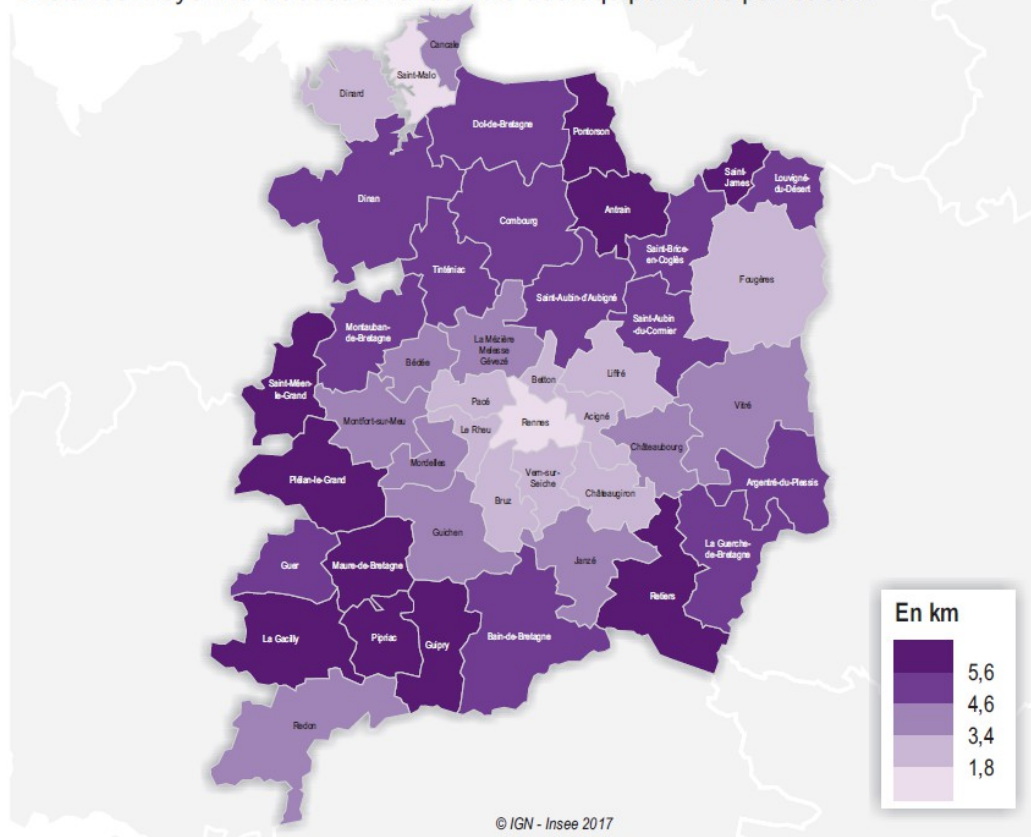 Cancale
Saint-Malo
Dinard
Dol-de-Bretagne
Pontorson
Saint-
James
Louvigné-
du-Désert
Dinan
Combourg
Antrain
Saint-Brice-
en-Coglès
Fougères
Tinténiac
Saint-Aubin-d'Aubigné
Saint-Aubin
-du-Cormier
Montauban-
de-Bretagne
La Mézière
Melesse
Gévezé
Bédée
Betton
Liffré
Saint-Méen-
le-Grand
Pacé
Vitré
Montfort-sur-Meu
Rennes
Acigné
Le Rheu
Châteaubourg
Mordelles
Vern-sur-
Seiche
Plélan-le-Grand
Argentré-du-Plessis
Châteaugiron
Bruz
Guichen
La Guerche-
de-Bretagne
Guer
Maure-de-Bretagne
Janzé
Retiers
La Gacilly
Pipriac
Guipry
Bain-de-Bretagne
Redon
En km
5,6
4,6
3,4
1,8
© IGN - Insee 2017